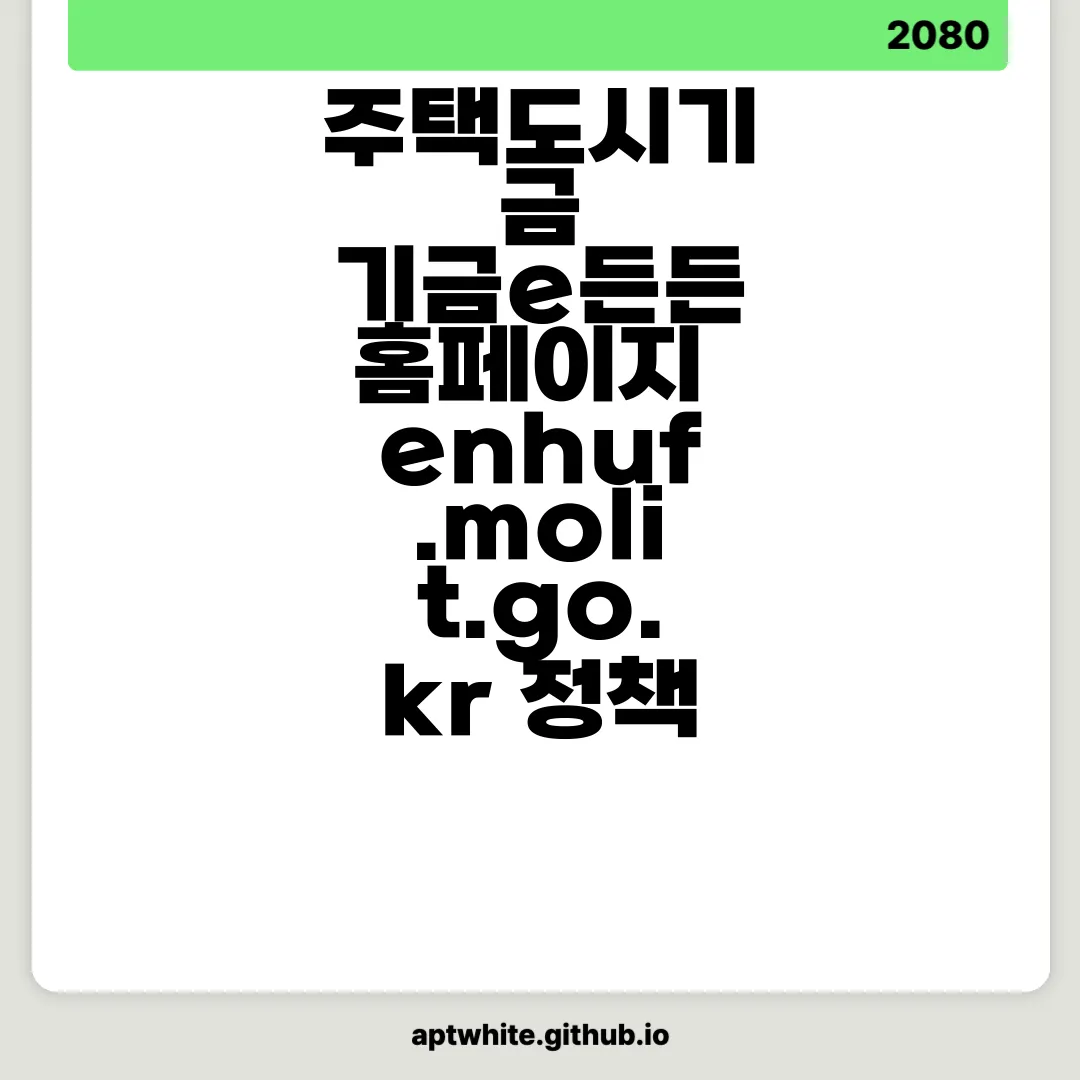 2080
주택도시기
금
기금e든든
홈페이지
enhuf
.moli
t.go.
kr 정책
aptwhite.github.io